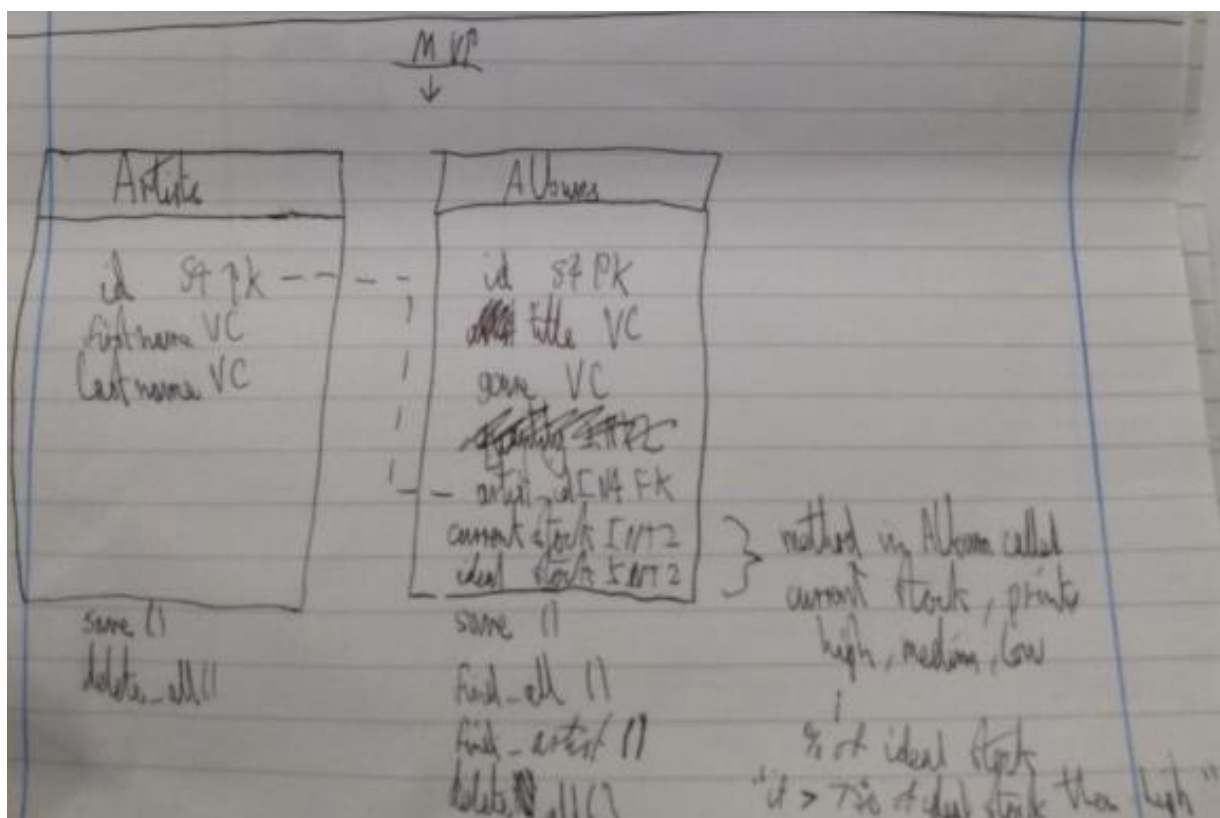 MVP
Artists
id S4 PK
first name VC
last name VC
save ()
delete_all()
Albums
id S4 PK
title VC
genre VC
artist_id INT4 FK
current stock INT2
ideal stock INT2
save ()
find_all ()
find_artist ()
delete_all()
method in Album called
current stock, prints
high, medium, low
% of ideal stock
"if > of ideal stock then high"